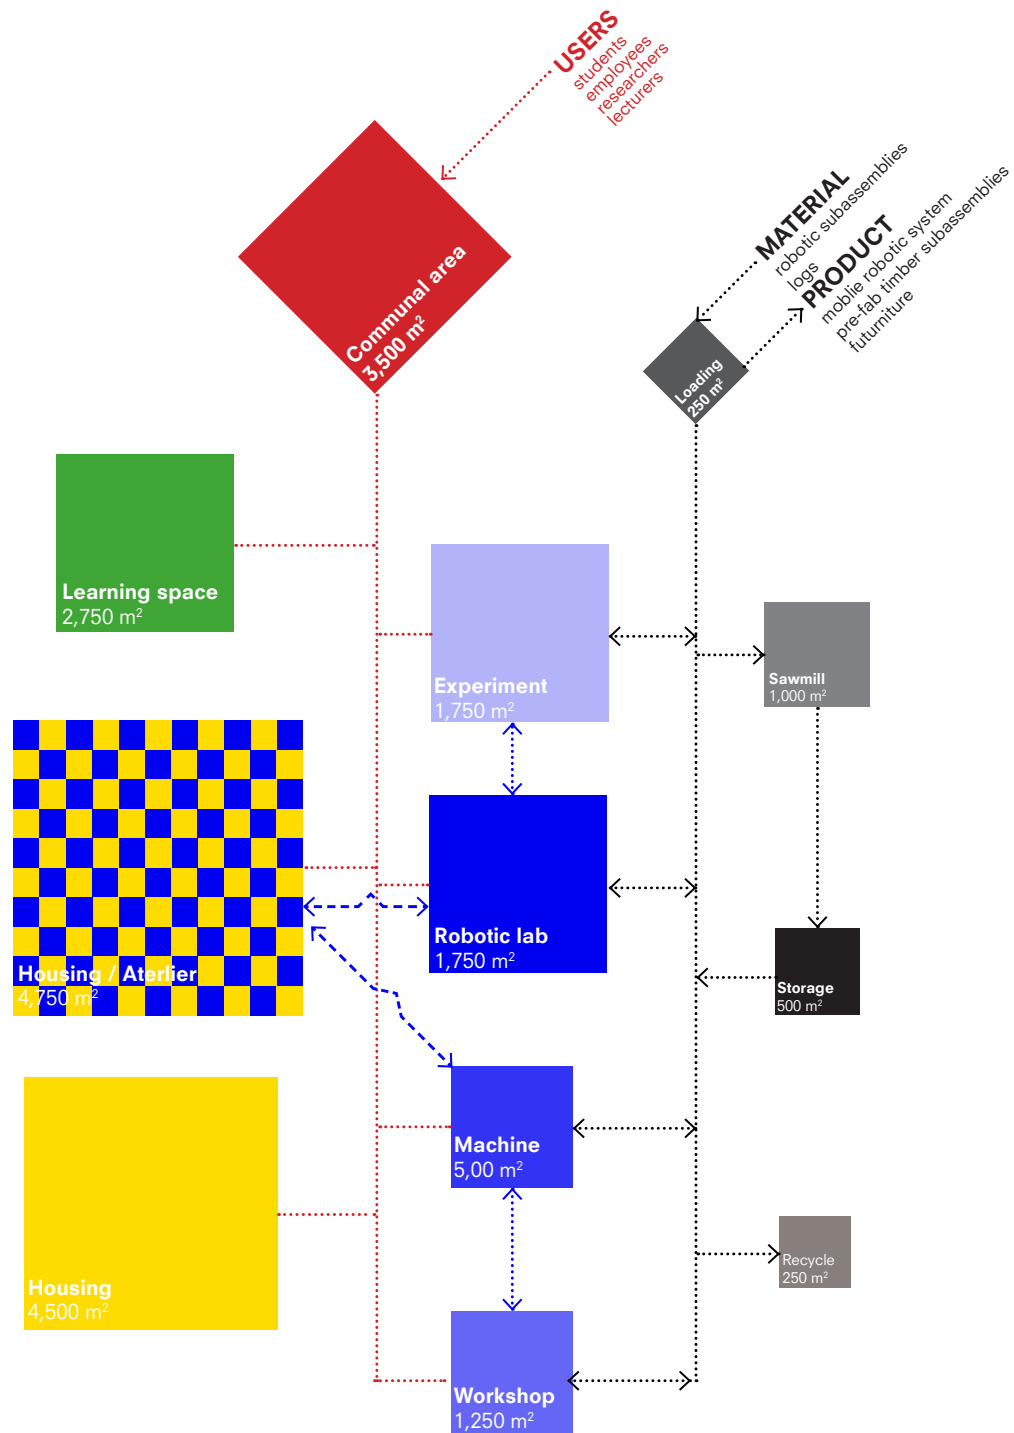 USERS
students
employees
researchers
lecturers
MATERIAL
robotic subassemblies
logs
PRODUCT
moblie robotic system
pre-fab timber subassemblies
futurniture
Communal area
3,500 m²
Loading
250 m²
Learning space
2,750 m²
Experiment
1,750 m²
Sawmill
1,000 m²
Robotic lab
1,750 m²
Housing / Aterlier
4,750 m²
Storage
500 m²
Machine
5,00 m²
Recycle
250 m²
Housing
4,500 m²
Workshop
1,250 m²